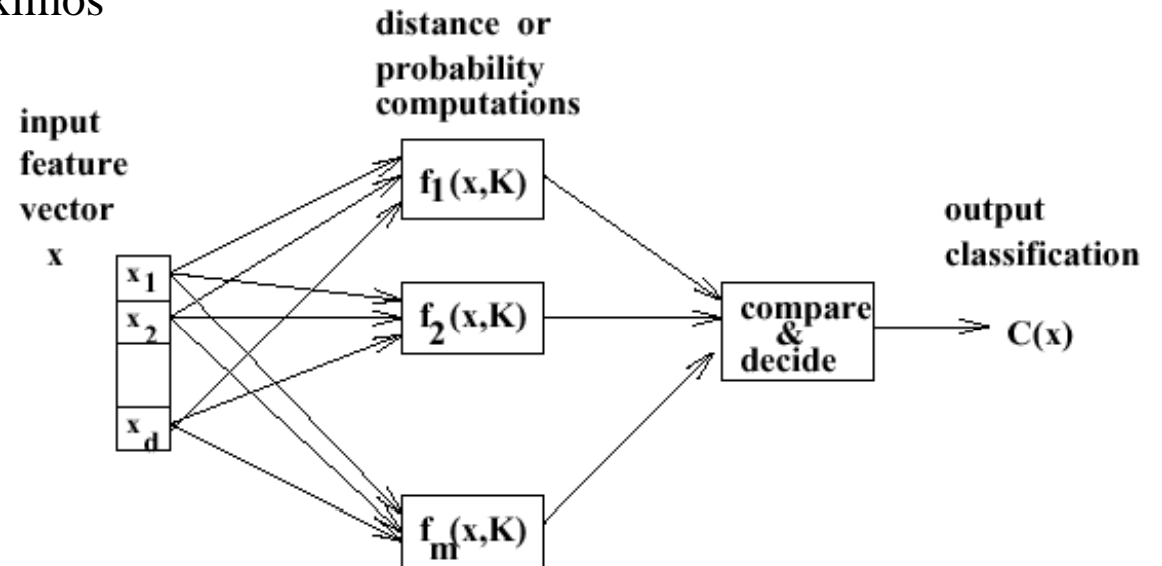 distance or
probability
computations
input
feature
vector
x
x1
x2
xd
f1(x,K)
f2(x,K)
fm(x,K)
compare
&
decide
output
classification
C(x)